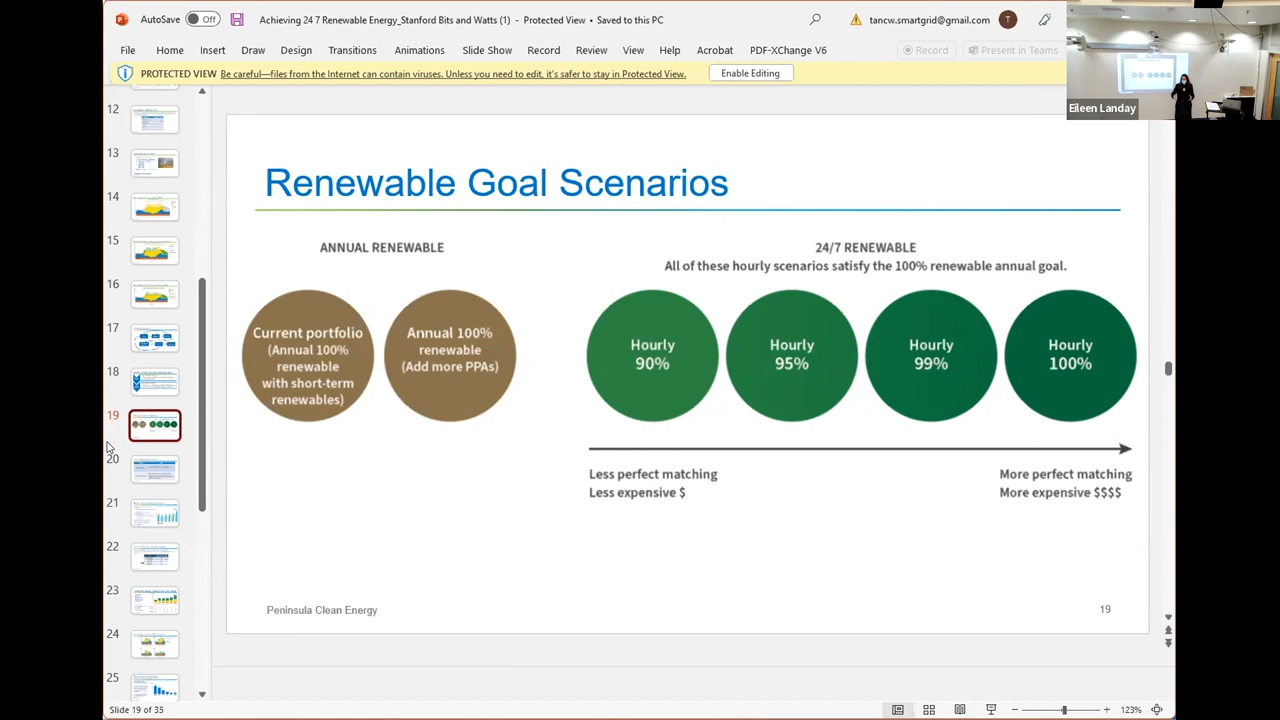 AutoSave Off
Achieving 24 7 Renewable Energy_Stanford Bits and Watts (1) - Protected View • Saved to this PC
tancw.smartgrid@gmail.com T
File Home Insert Draw Design Transitions Animations Slide Show Record Review View Help Acrobat PDF-XChange V6
Record Present in Teams
PROTECTED VIEW Be careful—files from the Internet can contain viruses. Unless you need to edit, it's safer to stay in Protected View. Enable Editing
Eileen Landay
12
13
14
15
16
17
18
19
20
21
22
23
24
25
Renewable Goal Scenarios
ANNUAL RENEWABLE
24/7 RENEWABLE
All of these hourly scenarios satisfy the 100% renewable annual goal.
Current portfolio
(Annual 100%
renewable
with short-term
renewables)
Annual 100%
renewable
(Add more PPAs)
Hourly
90%
Hourly
95%
Hourly
99%
Hourly
100%
Less perfect matching
Less expensive $
More perfect matching
More expensive $$$$
Peninsula Clean Energy
19
Slide 19 of 35
123%